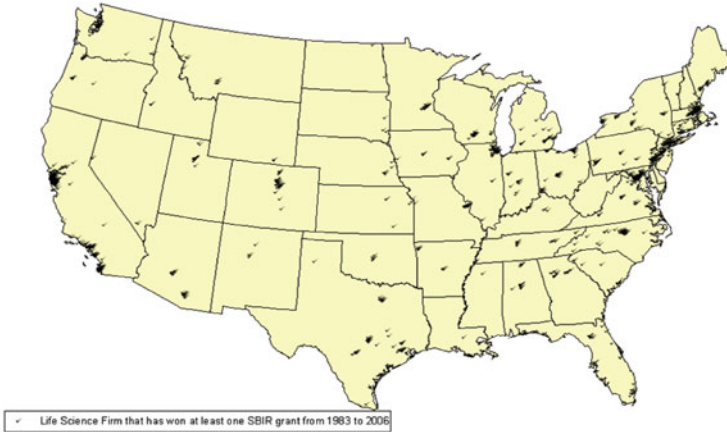 Life Science Firm that has won at least one SBIR grant from 1983 to 2006